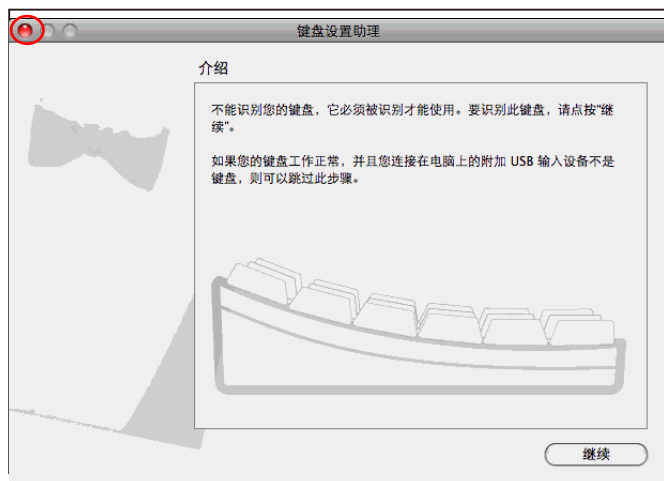 键盘设置助理
介绍
不能识别您的键盘，它必须被识别才能使用。要识别此键盘，请点按“继
续”。
如果您的键盘工作正常，并且您连接在电脑上的附加 USB 输入设备不是
键盘，则可以跳过此步骤。
继续